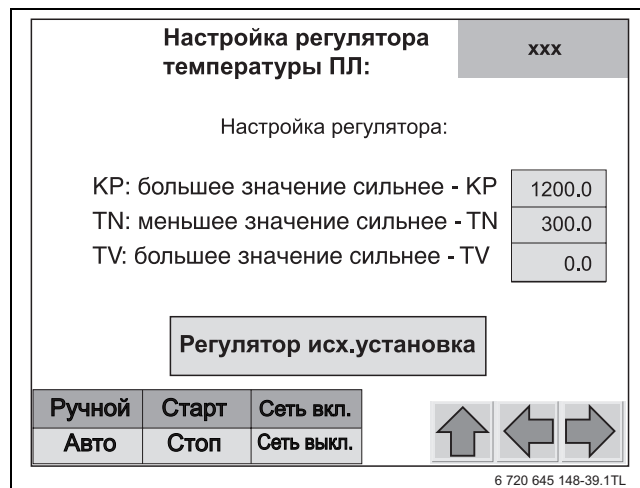 Настройка регулятора
температуры ПЛ:
xxx
Настройка регулятора:
KP: большее значение сильнее - KP 1200.0
TN: меньшее значение сильнее - TN 300.0
TV: большее значение сильнее - TV 0.0
Регулятор исх.установка
Ручной Старт Сеть вкл.
Авто Стоп Сеть выкл.
6 720 645 148-39.1TL